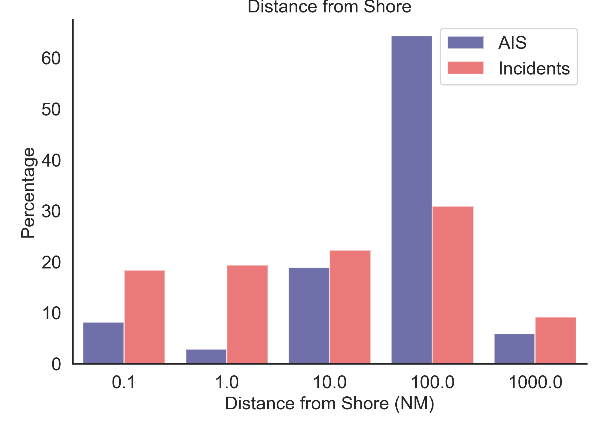 Distance from Shore
AIS
Incidents
Percentage
60
50
40
30
20
10
0
0.1 1.0 10.0 100.0 1000.0
Distance from Shore (NM)